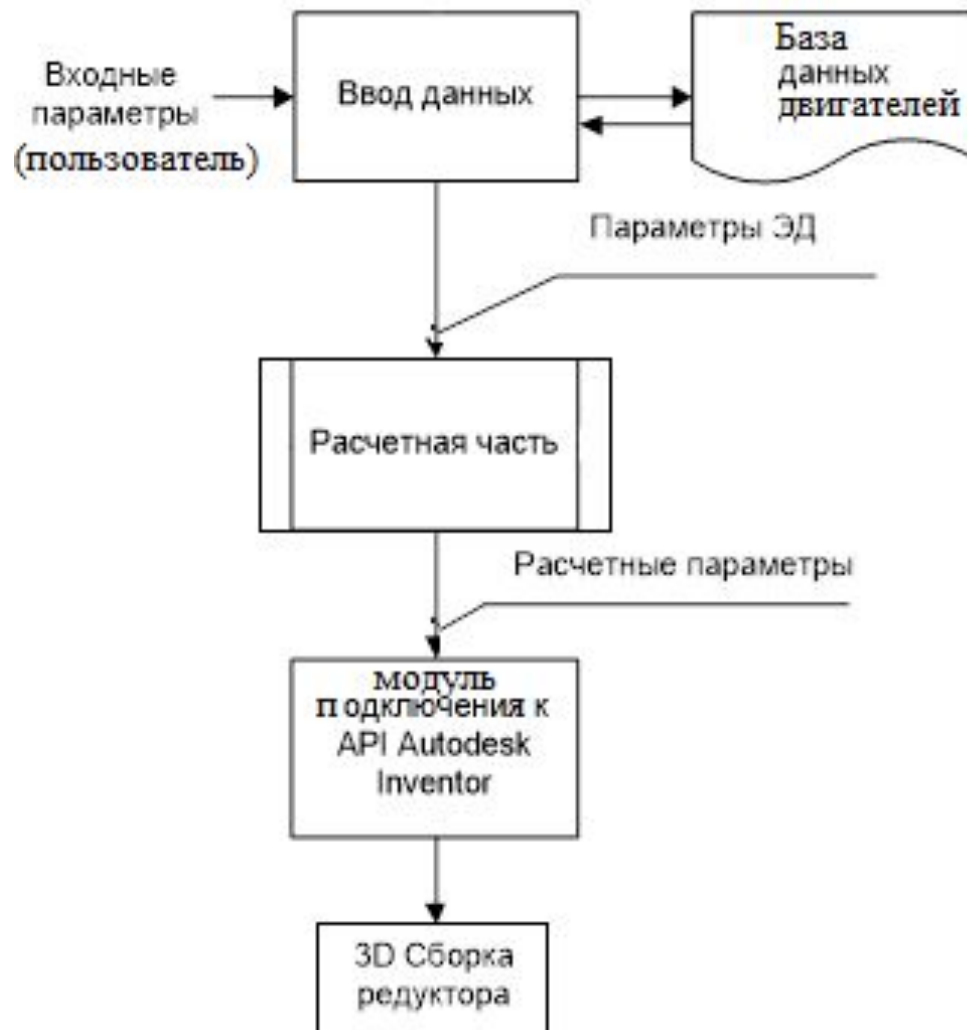 Входные
параметры
(пользователь)
Ввод данных
База
данных
двигателей
Параметры ЭД
Расчетная часть
Расчетные параметры
модуль
подключения к
API Autodesk
Inventor
3D Сборка
редуктора